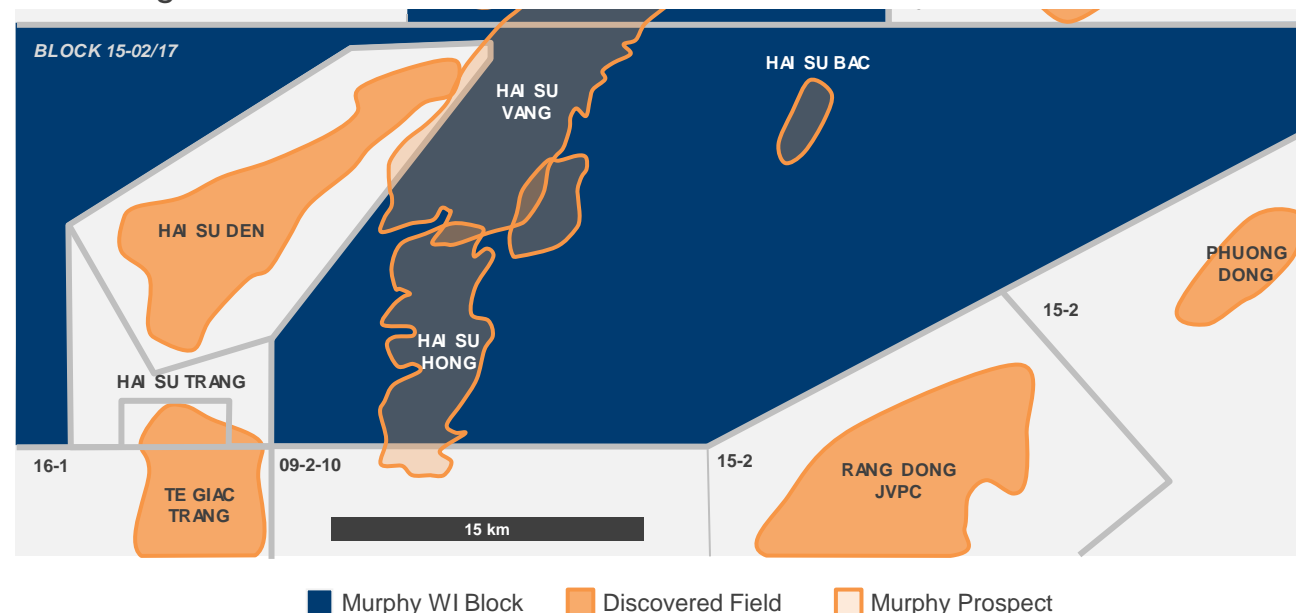 BLOCK 15-02/17
HAI SU
VANG
HAI SU BAC
HAI SU DEN
PHUONG
DONG
15-2
HAI SU
HONG
HAI SU TRANG
16-1
09-2-10
15-2
RANG DONG
JVPC
TE GIAC
TRANG
15 km
Murphy WI Block
Discovered Field
Murphy Prospect